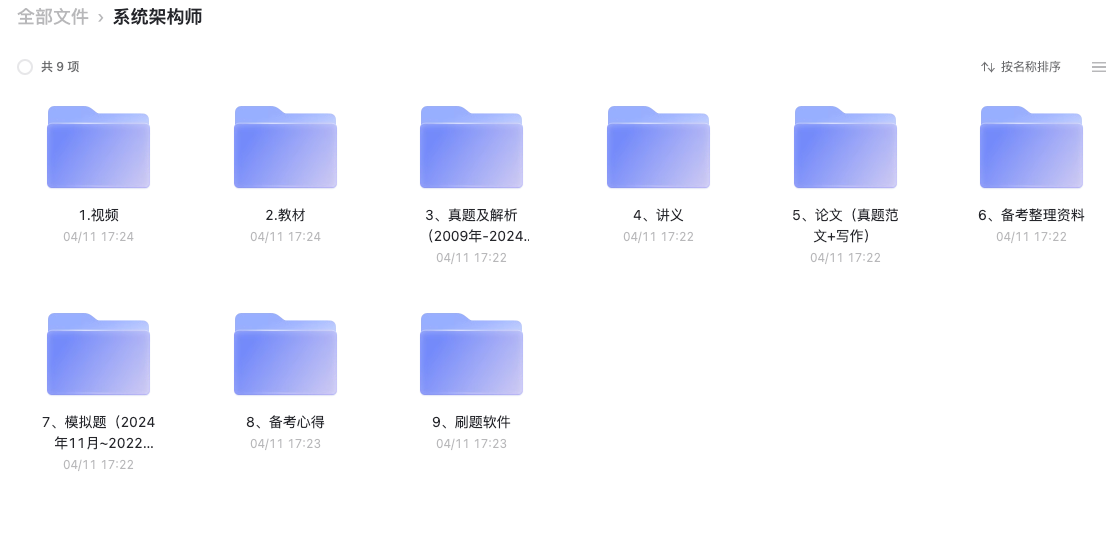 全部文件 › 系统架构师
共 9 项
按名称排序
1.视频
04/11 17:24
2.教材
04/11 17:24
3、真题及解析
（2009年-2024..
04/11 17:22
4、讲义
04/11 17:22
5、论文（真题范
文+写作）
04/11 17:22
6、备考整理资料
04/11 17:22
7、模拟题（2024
年11月~2022...
04/11 17:22
8、备考心得
04/11 17:23
9、刷题软件
04/11 17:23